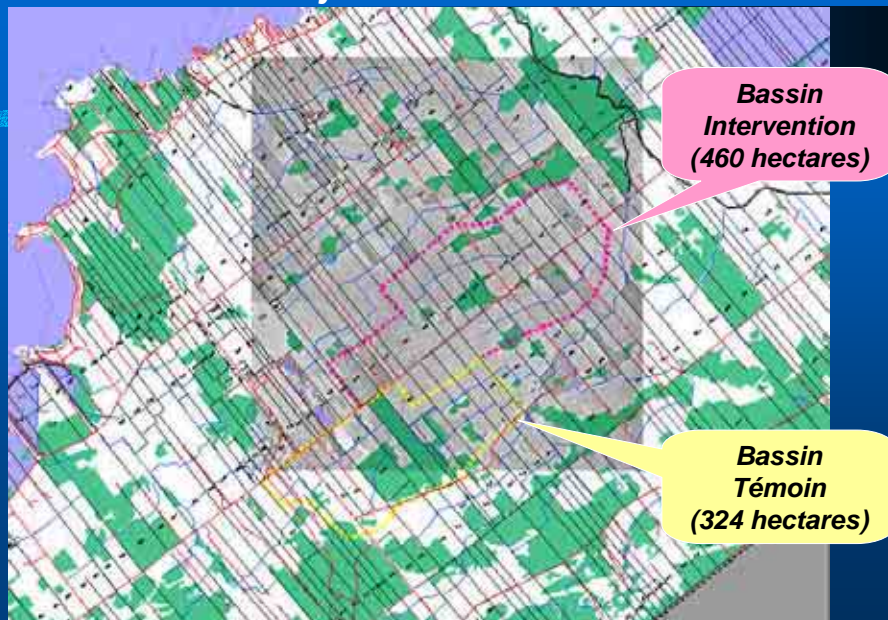 Bassin
Intervention
(460 hectares)
Bassin
Témoin
(324 hectares)